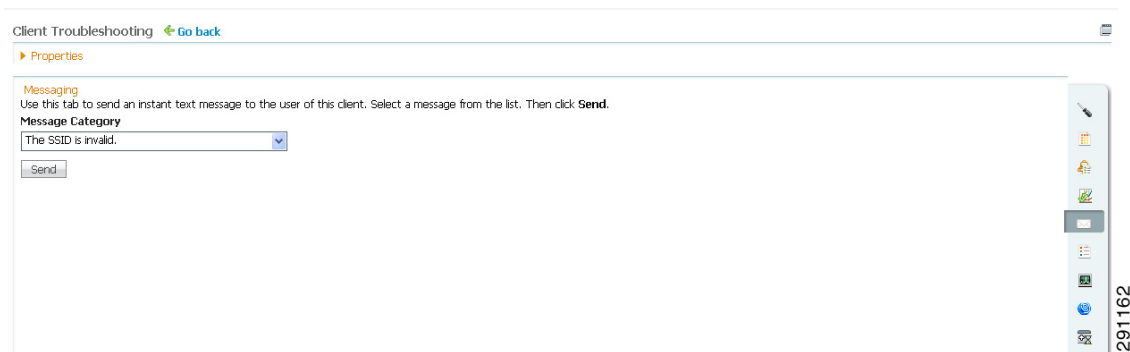 Client Troubleshooting Go back
Properties
Messaging
Use this tab to send an instant text message to the user of this client. Select a message from the list. Then click Send.
Message Category
The SSID is invalid.
Send
291162